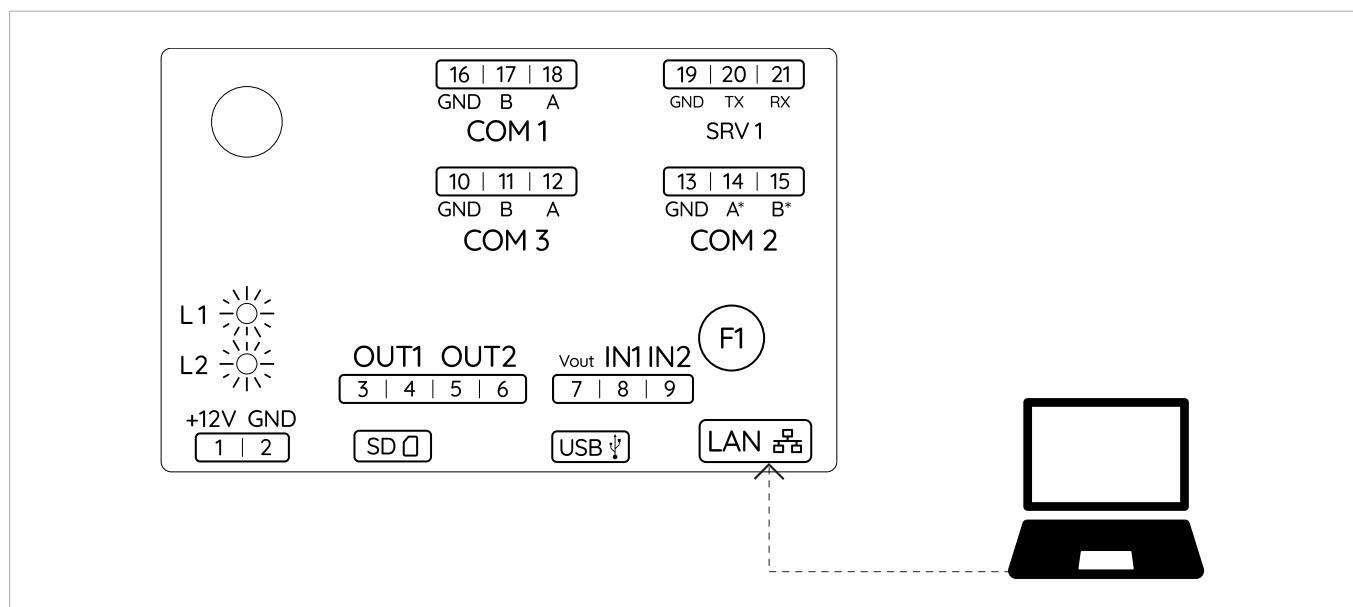 16 | 17 | 18
GND B A
COM 1
19 | 20 | 21
GND TX RX
SRV 1
10 | 11 | 12
GND B A
COM 3
13 | 14 | 15
GND A* B*
COM 2
L1
L2
F1
OUT1 OUT2
3 | 4 | 5 | 6
Vout IN1 IN2
7 | 8 | 9
+12V GND
1 | 2
SD
USB
LAN